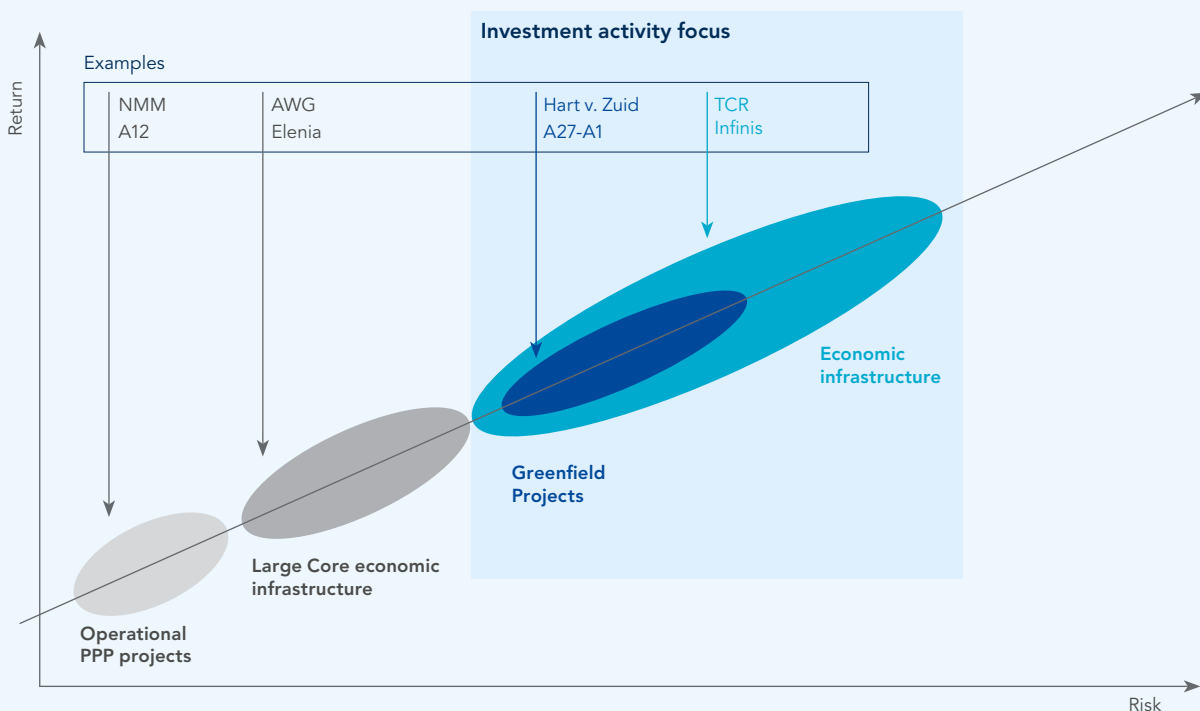 Investment activity focus
Examples
Return
NMM
A12
AWG
Elenia
Hart v. Zuid
A27-A1
TCR
Infinis
Economic
infrastructure
Greenfield
Projects
Large Core economic
infrastructure
Operational
PPP projects
Risk